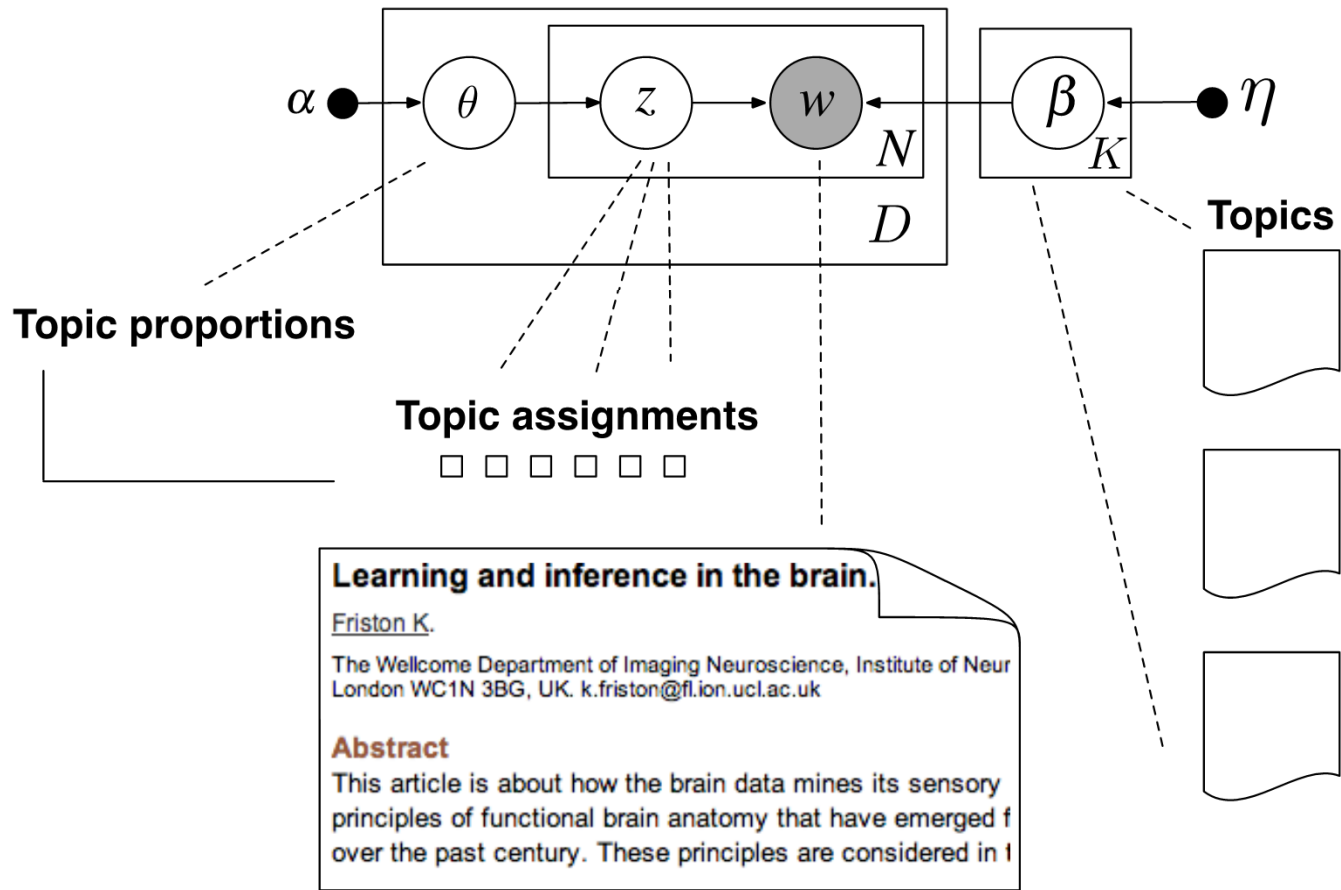 α θ z w β η
N K
D
Topics
Topic proportions
Topic assignments
Learning and inference in the brain.
Friston K.
The Wellcome Department of Imaging Neuroscience, Institute of Neur
London WC1N 3BG, UK. k.friston@fl.ion.ucl.ac.uk
Abstract
This article is about how the brain data mines its sensory
principles of functional brain anatomy that have emerged f
over the past century. These principles are considered in